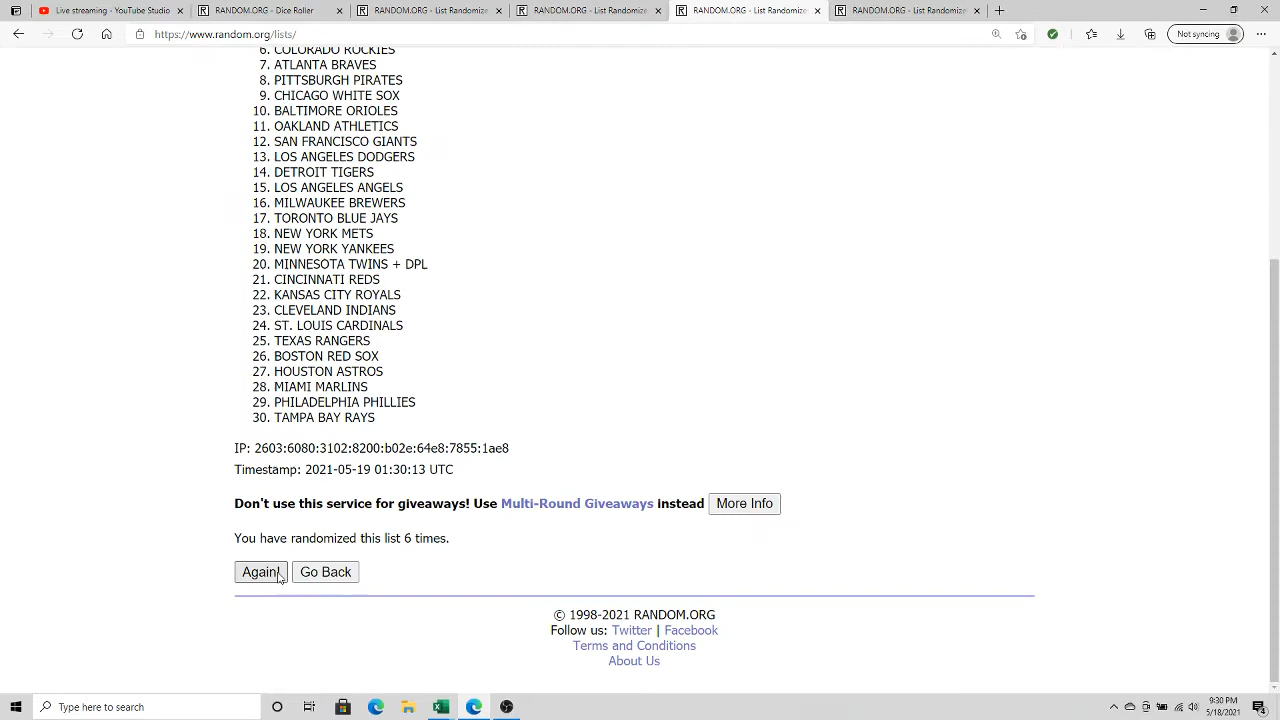 Live streaming - YouTube Studio
RANDOM.ORG - Dice Roller
RANDOM.ORG - List Randomize
RANDOM.ORG - List Randomize
RANDOM.ORG - List Randomize
RANDOM.ORG - List Randomize
https://www.random.org/lists/
Not syncing
6. COLORADO ROCKIES
7. ATLANTA BRAVES
8. PITTSBURGH PIRATES
9. CHICAGO WHITE SOX
10. BALTIMORE ORIOLES
11. OAKLAND ATHLETICS
12. SAN FRANCISCO GIANTS
13. LOS ANGELES DODGERS
14. DETROIT TIGERS
15. LOS ANGELES ANGELS
16. MILWAUKEE BREWERS
17. TORONTO BLUE JAYS
18. NEW YORK METS
19. NEW YORK YANKEES
20. MINNESOTA TWINS + DPL
21. CINCINNATI REDS
22. KANSAS CITY ROYALS
23. CLEVELAND INDIANS
24. ST. LOUIS CARDINALS
25. TEXAS RANGERS
26. BOSTON RED SOX
27. HOUSTON ASTROS
28. MIAMI MARLINS
29. PHILADELPHIA PHILLIES
30. TAMPA BAY RAYS
IP: 2603:6080:3102:8200:b02e:64e8:7855:1ae8
Timestamp: 2021-05-19 01:30:13 UTC
Don't use this service for giveaways! Use Multi-Round Giveaways instead More Info
You have randomized this list 6 times.
Again! Go Back
© 1998-2021 RANDOM.ORG
Follow us: Twitter | Facebook
Terms and Conditions
About Us
Type here to search
9:30 PM
5/18/2021
4